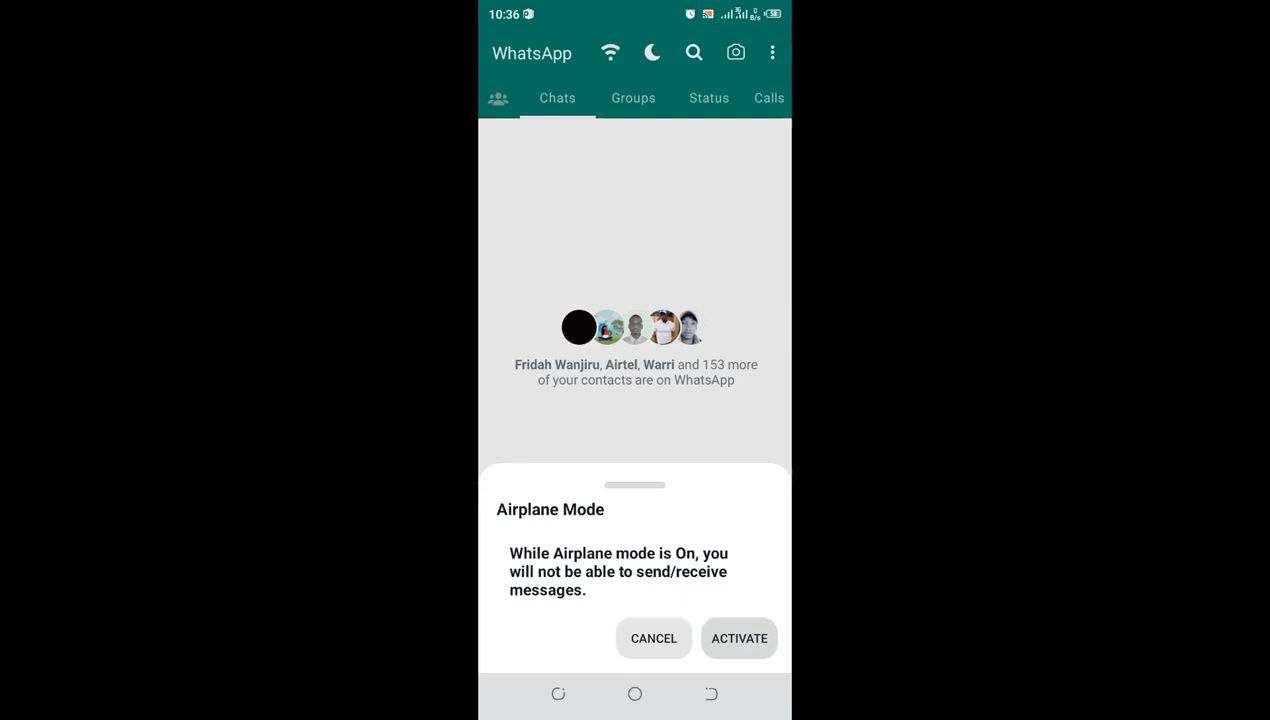 10:36
0
B/s
58
WhatsApp
Chats
Groups
Status
Calls
Fridah Wanjiru, Airtel, Warri and 153 more
of your contacts are on WhatsApp
Airplane Mode
While Airplane mode is On, you
will not be able to send/receive
messages.
CANCEL
ACTIVATE